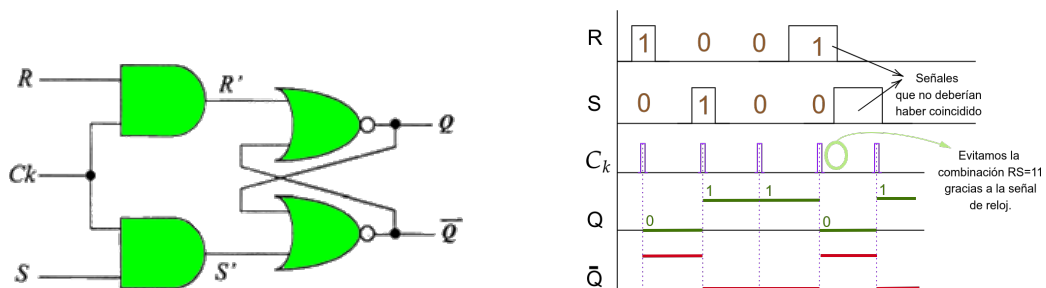 R
R'
Q
Ck
Q̅
S
S'
R
1 0 0 1
Señales
que no deberían
haber coincidido
S
0 1 0 0
Cₖ
Evitamos la
combinación RS=11
gracias a la señal
de reloj.
1 1 1
Q
0 0
Q̅